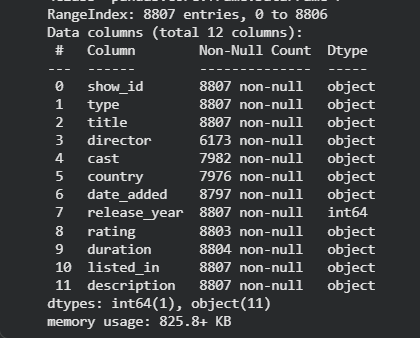 RangeIndex: 8807 entries, 0 to 8806
Data columns (total 12 columns):
 #   Column        Non-Null Count  Dtype
---  ------        --------------  -----
 0   show_id       8807 non-null   object
 1   type          8807 non-null   object
 2   title         8807 non-null   object
 3   director      6173 non-null   object
 4   cast          7982 non-null   object
 5   country       7976 non-null   object
 6   date_added    8797 non-null   object
 7   release_year  8807 non-null   int64
 8   rating        8803 non-null   object
 9   duration      8804 non-null   object
 10  listed_in     8807 non-null   object
 11  description   8807 non-null   object
dtypes: int64(1), object(11)
memory usage: 825.8+ KB